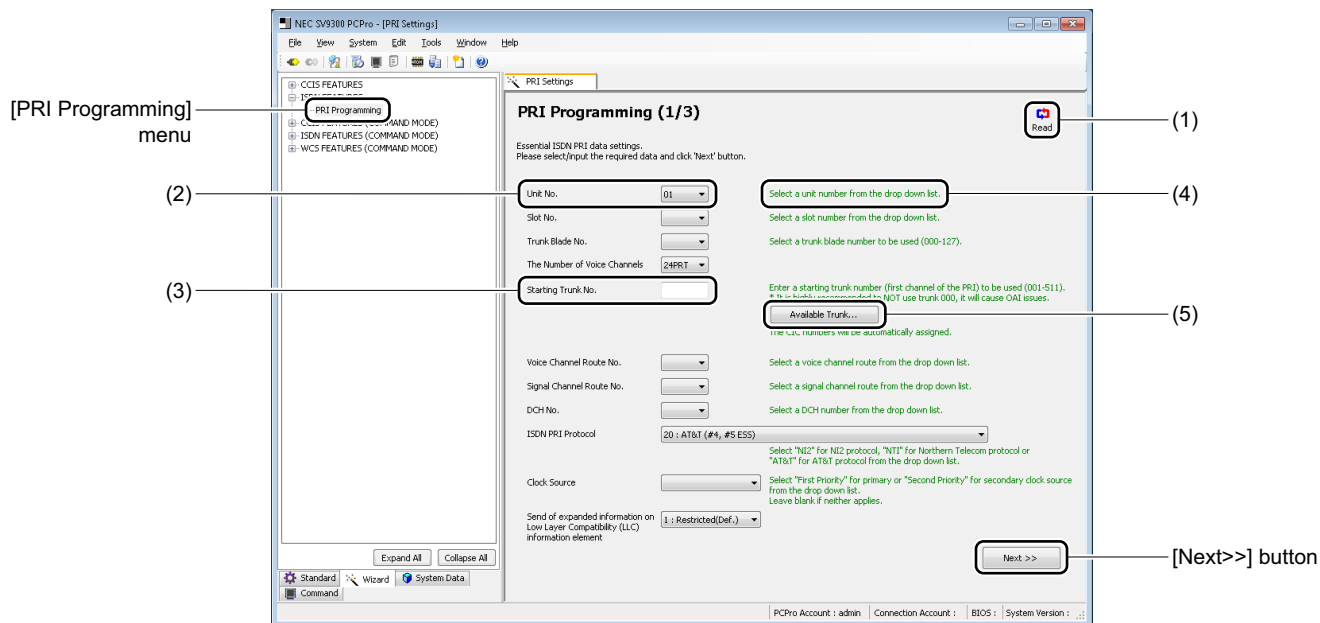 NEC SV9300 PCPro - [PRI Settings]
File View System Edit Tools Window Help
CCIS FEATURES
ISDN FEATURES
PRI Programming
CCIS FEATURES (COMMAND MODE)
ISDN FEATURES (COMMAND MODE)
WCS FEATURES (COMMAND MODE)
[PRI Programming]
menu
PRI Settings
PRI Programming (1/3)
Read
(1)
Essential ISDN PRI data settings.
Please select/input the required data and click 'Next' button.
(2)
Unit No. 01 Select a unit number from the drop down list.
(4)
Slot No. Select a slot number from the drop down list.
Trunk Blade No. Select a trunk blade number to be used (000-127).
The Number of Voice Channels 24PRT
(3)
Starting Trunk No. Enter a starting trunk number (first channel of the PRI) to be used (001-511).
* It is highly recommended to NOT use trunk 000, it will cause OAI issues.
Available Trunk...
(5)
The CIC numbers will be automatically assigned.
Voice Channel Route No. Select a voice channel route from the drop down list.
Signal Channel Route No. Select a signal channel route from the drop down list.
DCH No. Select a DCH number from the drop down list.
ISDN PRI Protocol 20 : AT&T (#4, #5 ESS)
Select "NI2" for NI2 protocol, "NTI" for Northern Telecom protocol or
"AT&T" for AT&T protocol from the drop down list.
Clock Source Select "First Priority" for primary or "Second Priority" for secondary clock source
from the drop down list.
Leave blank if neither applies.
Send of expanded information on
Low Layer Compatibility (LLC)
information element
1 : Restricted(Def.)
Next >>
[Next>>] button
Expand All Collapse All
Standard Wizard System Data
Command
PCPro Account : admin Connection Account : BIOS : System Version :